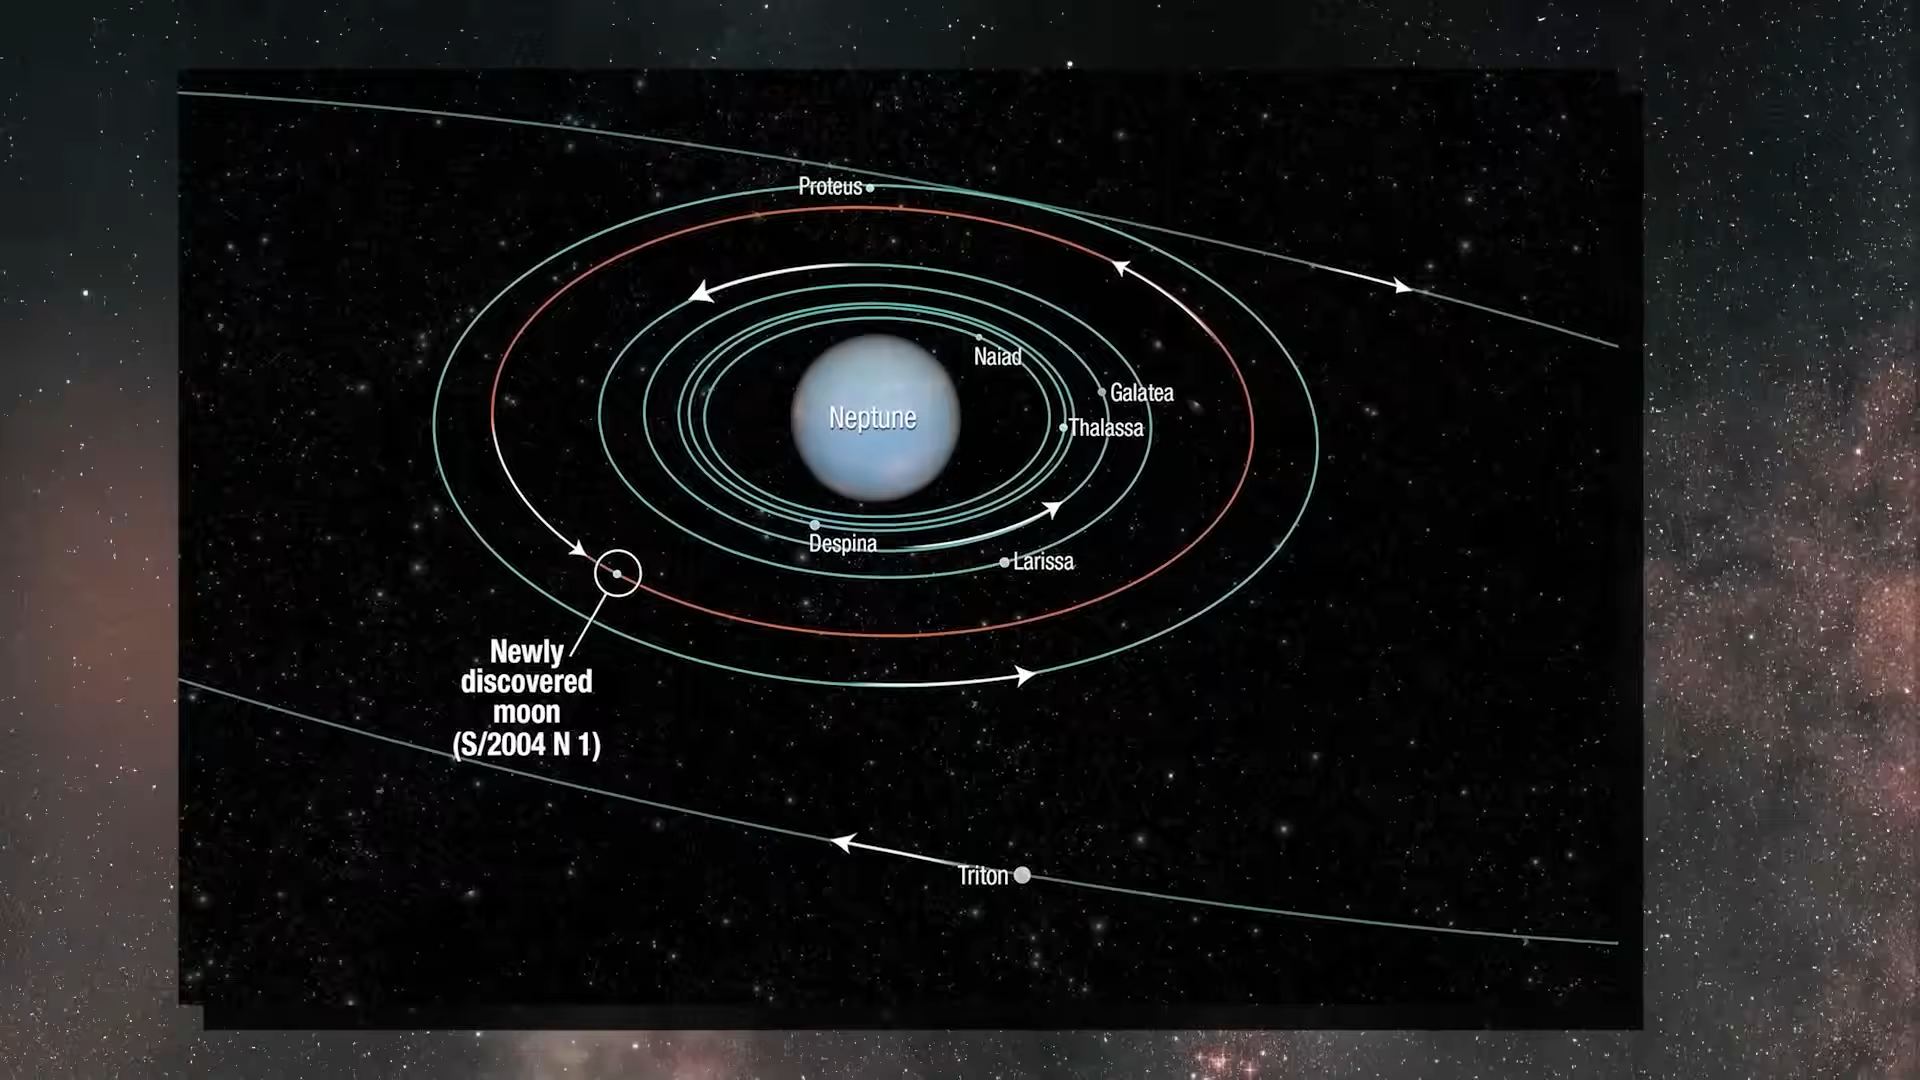 Proteus
Naiad
Galatea
Neptune
Thalassa
Despina
Larissa
Newly
discovered
moon
(S/2004 N 1)
Triton